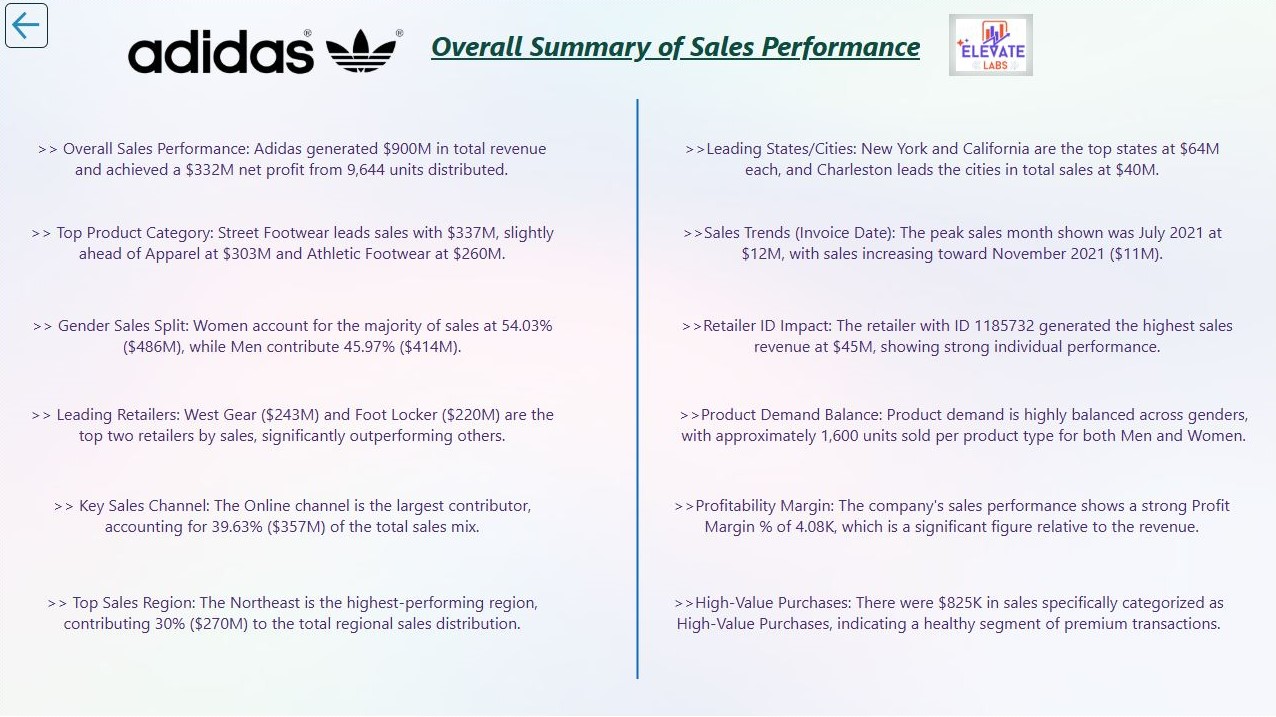 adidas®
®
Overall Summary of Sales Performance
ELEVATE
LABS
>> Overall Sales Performance: Adidas generated $900M in total revenue
and achieved a $332M net profit from 9,644 units distributed.
>> Top Product Category: Street Footwear leads sales with $337M, slightly
ahead of Apparel at $303M and Athletic Footwear at $260M.
>> Gender Sales Split: Women account for the majority of sales at 54.03%
($486M), while Men contribute 45.97% ($414M).
>> Leading Retailers: West Gear ($243M) and Foot Locker ($220M) are the
top two retailers by sales, significantly outperforming others.
>> Key Sales Channel: The Online channel is the largest contributor,
accounting for 39.63% ($357M) of the total sales mix.
>> Top Sales Region: The Northeast is the highest-performing region,
contributing 30% ($270M) to the total regional sales distribution.
>>Leading States/Cities: New York and California are the top states at $64M
each, and Charleston leads the cities in total sales at $40M.
>>Sales Trends (Invoice Date): The peak sales month shown was July 2021 at
$12M, with sales increasing toward November 2021 ($11M).
>>Retailer ID Impact: The retailer with ID 1185732 generated the highest sales
revenue at $45M, showing strong individual performance.
>>Product Demand Balance: Product demand is highly balanced across genders,
with approximately 1,600 units sold per product type for both Men and Women.
>>Profitability Margin: The company's sales performance shows a strong Profit
Margin % of 4.08K, which is a significant figure relative to the revenue.
>>High-Value Purchases: There were $825K in sales specifically categorized as
High-Value Purchases, indicating a healthy segment of premium transactions.